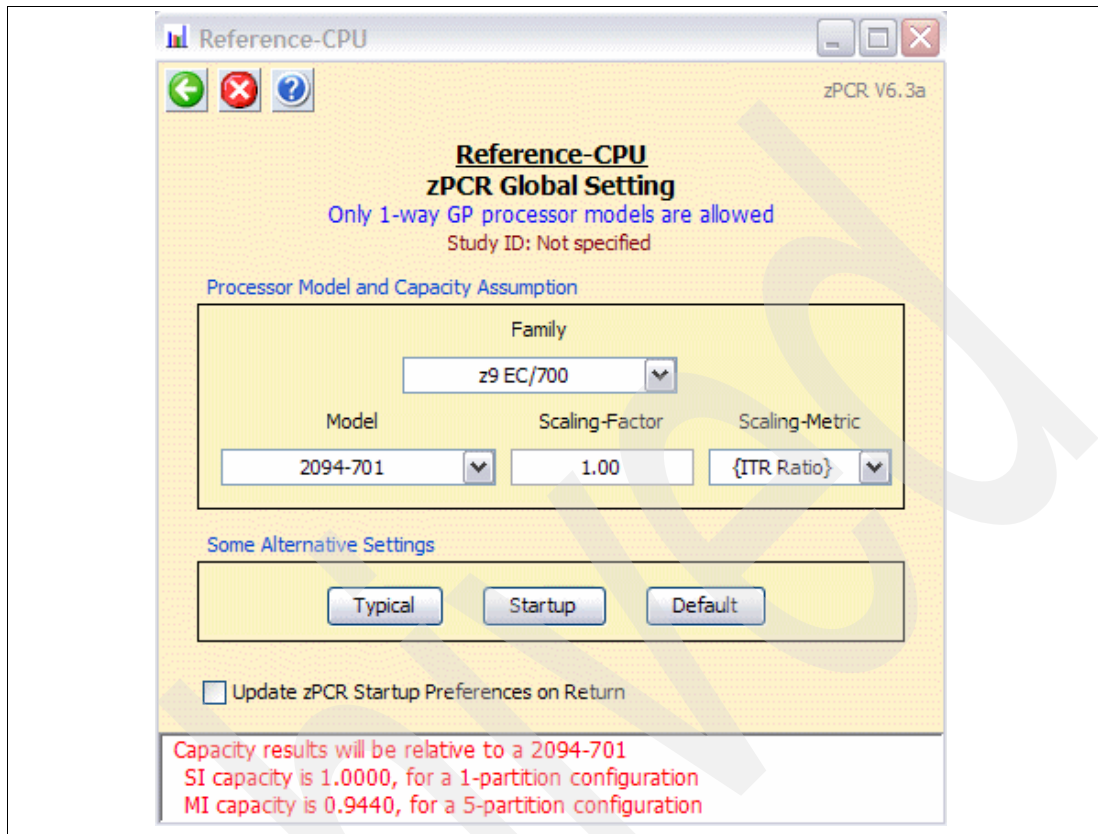 Reference-CPU
zPCR V6.3a
Reference-CPU
zPCR Global Setting
Only 1-way GP processor models are allowed
Study ID: Not specified
Processor Model and Capacity Assumption
Family
z9 EC/700
Model Scaling-Factor Scaling-Metric
2094-701 1.00 {ITR Ratio}
Some Alternative Settings
Typical Startup Default
Update zPCR Startup Preferences on Return
Capacity results will be relative to a 2094-701
SI capacity is 1.0000, for a 1-partition configuration
MI capacity is 0.9440, for a 5-partition configuration